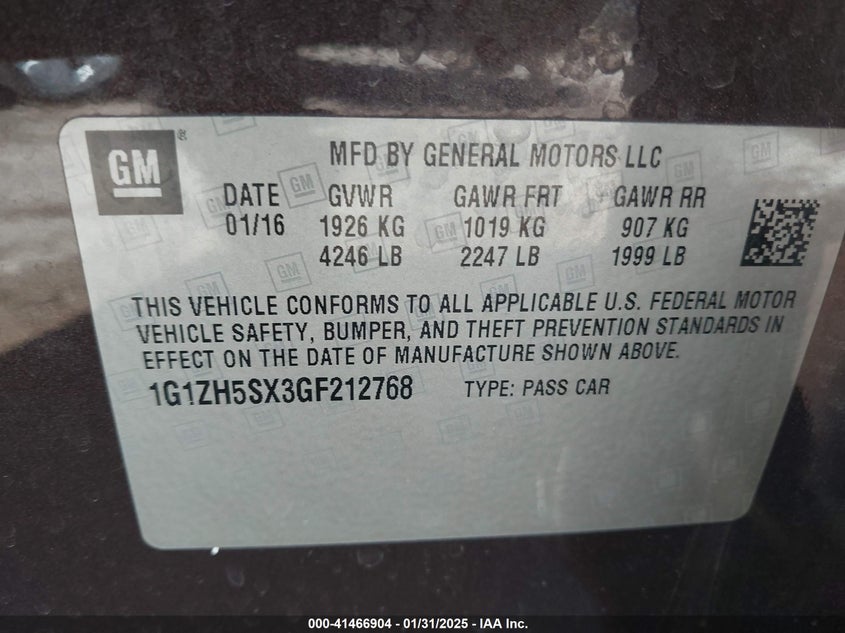 GM®
MFD BY GENERAL MOTORS LLC
DATE GVWR GAWR FRT GAWR RR
01/16 1926 KG 1019 KG 907 KG
4246 LB 2247 LB 1999 LB
THIS VEHICLE CONFORMS TO ALL APPLICABLE U.S. FEDERAL MOTOR
VEHICLE SAFETY, BUMPER, AND THEFT PREVENTION STANDARDS IN
EFFECT ON THE DATE OF MANUFACTURE SHOWN ABOVE.
1G1ZH5SX3GF212768 TYPE: PASS CAR
000-41466904 - 01/31/2025 - IAA Inc.